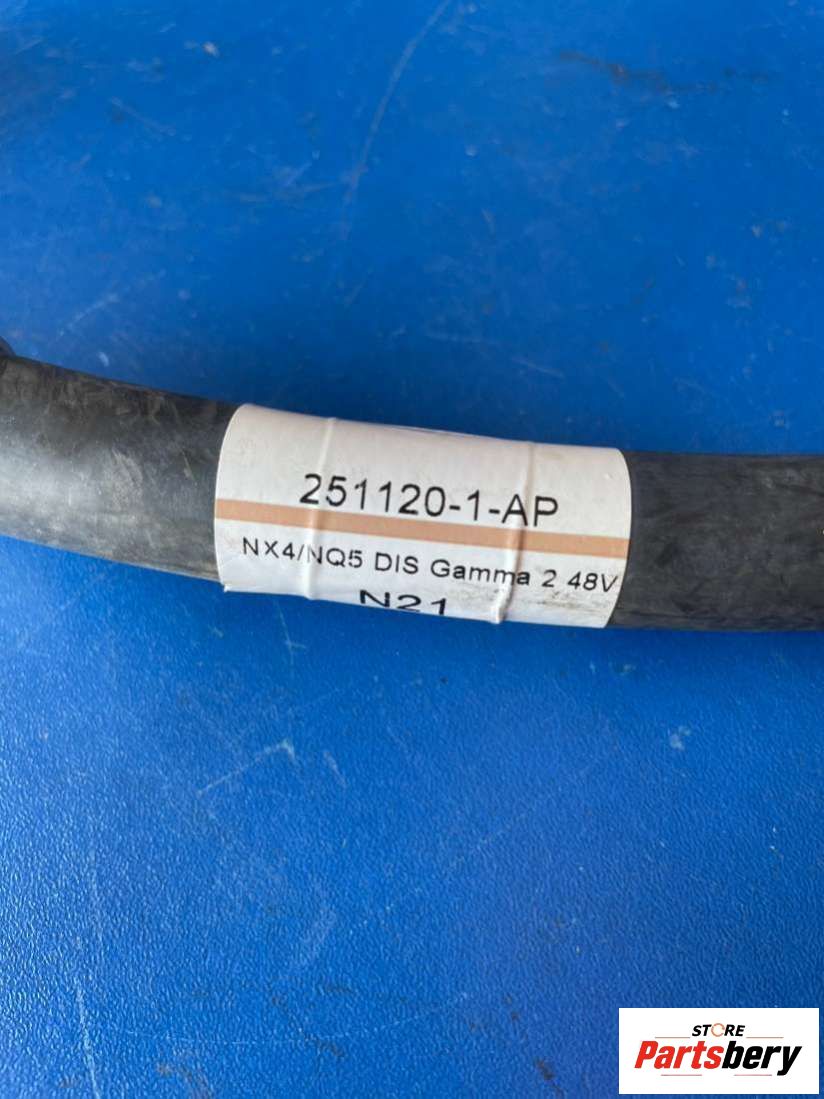 251120-1-AP
NX4/NQ5 DIS Gamma 2 48V
N21
STORE
Partsbery